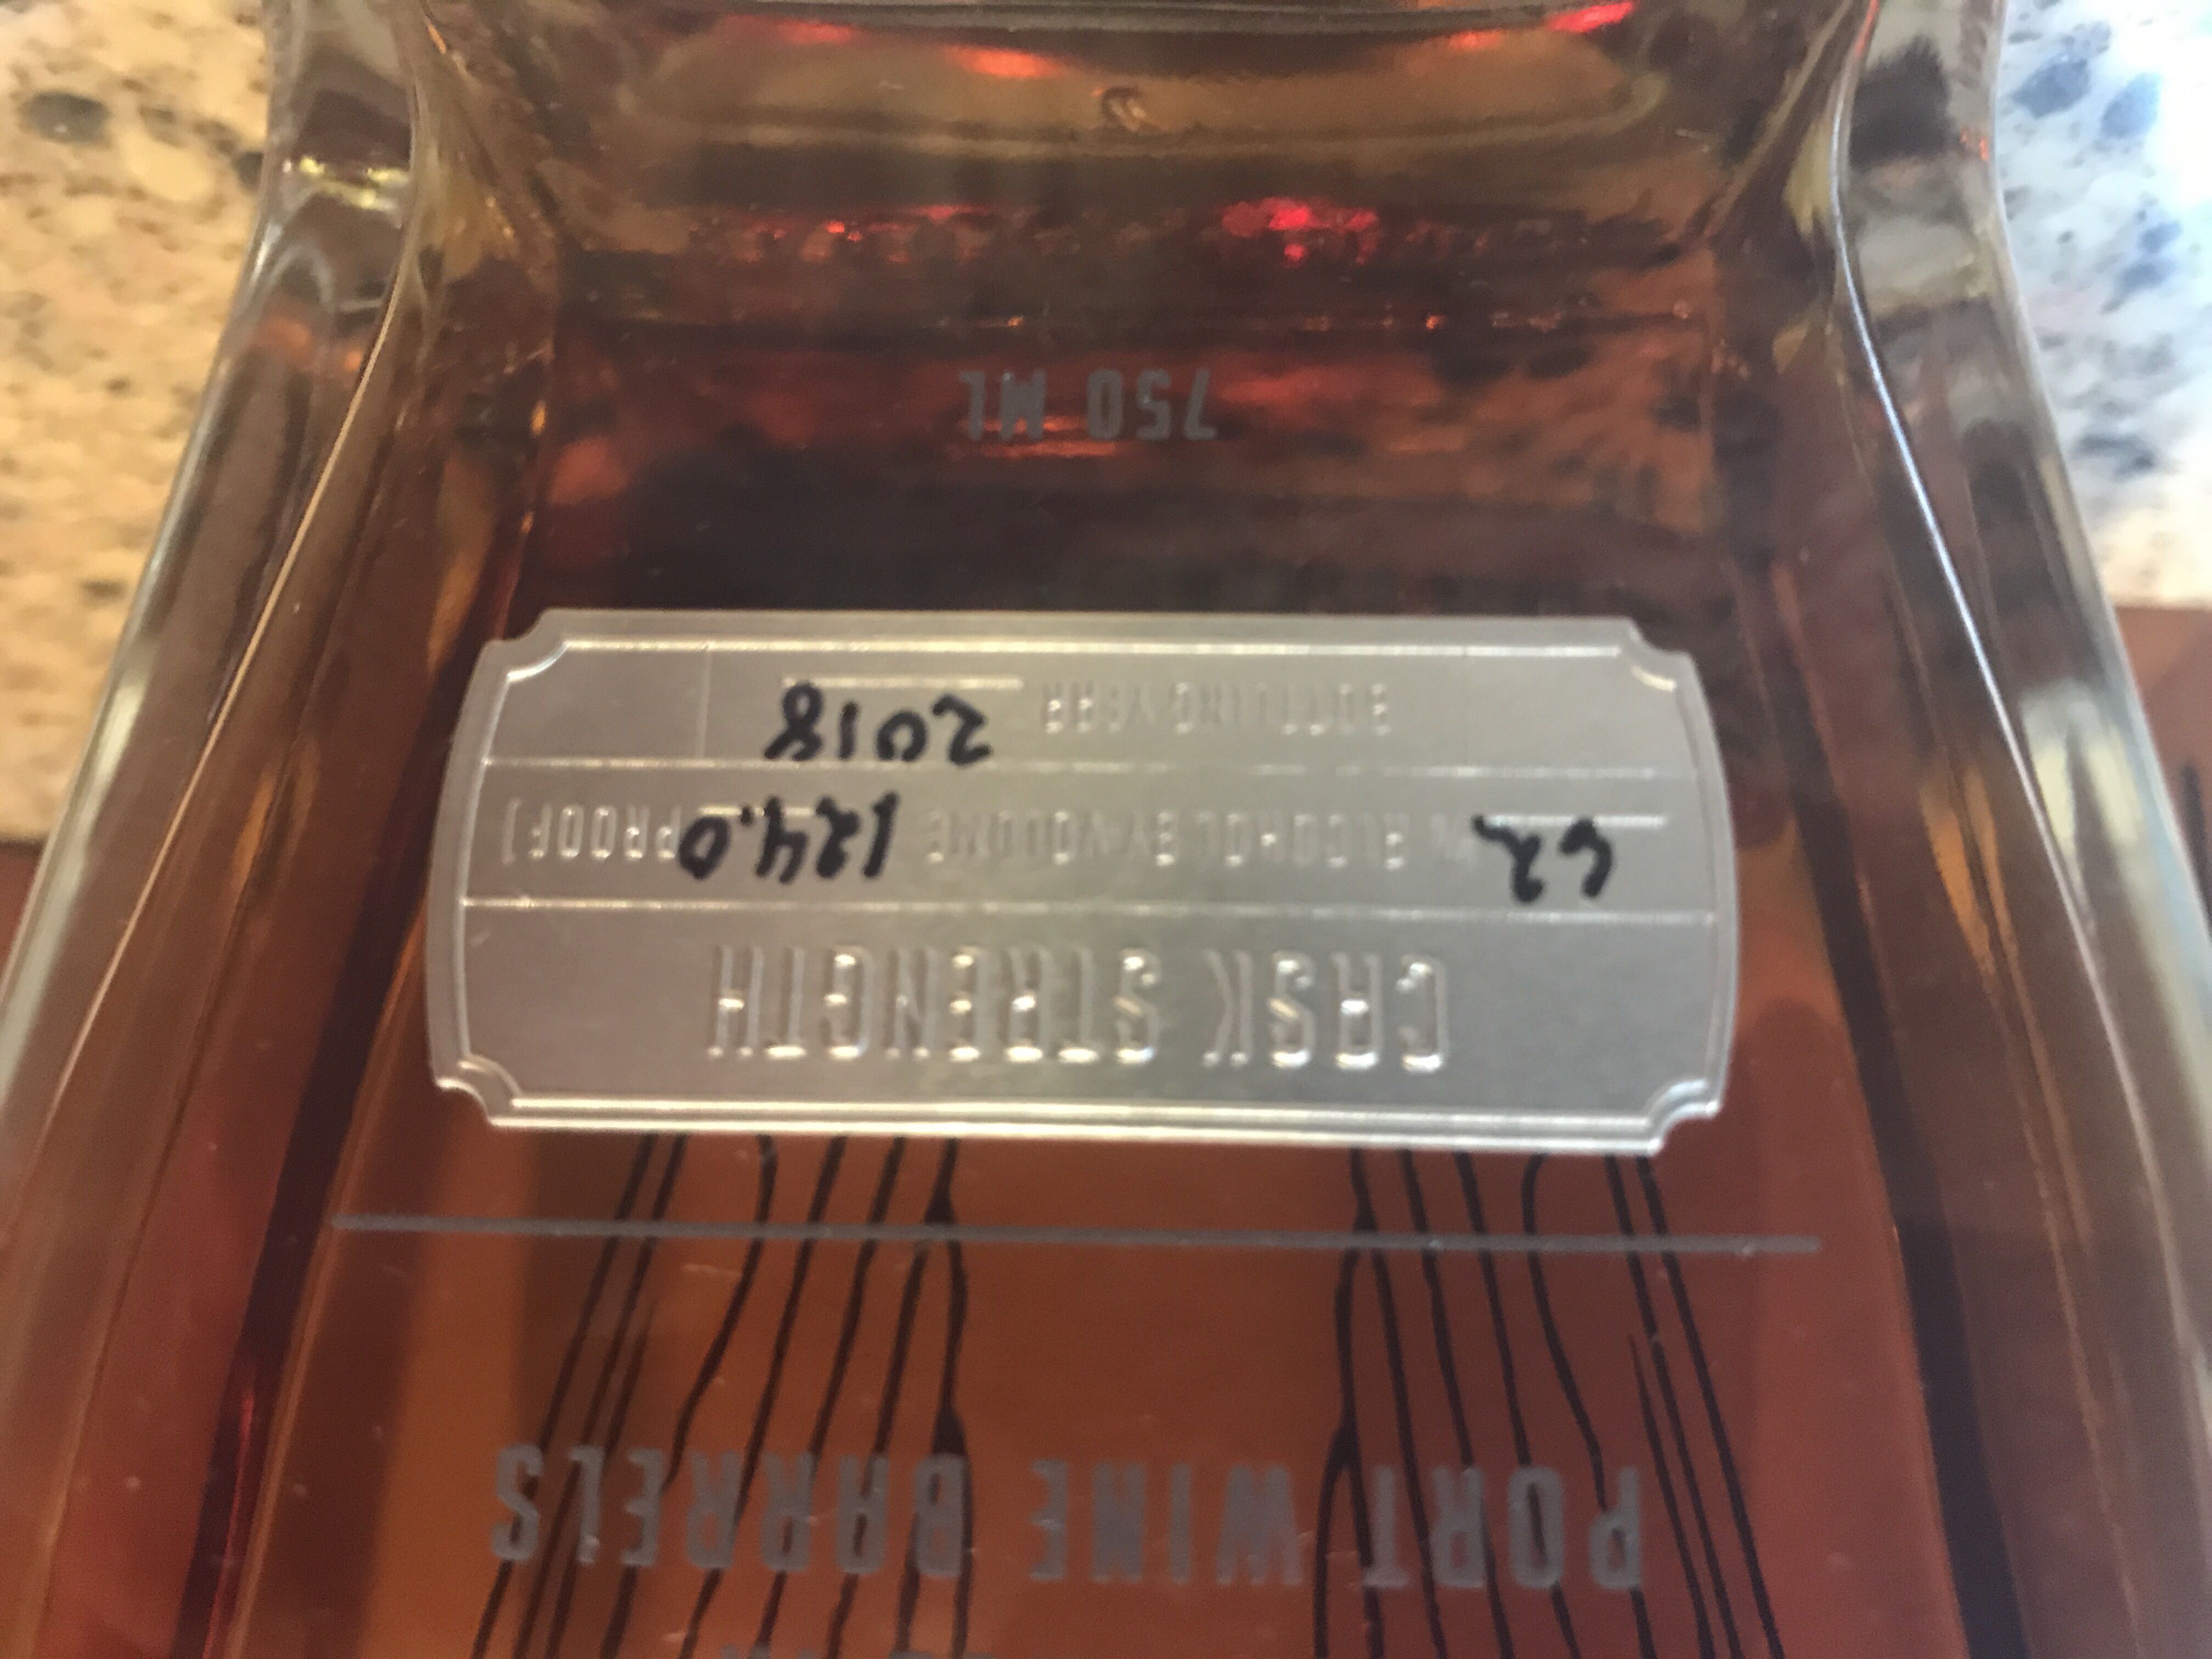 PORT WINE BARRELS
CASK STRENGTH
62 % ALCOHOL BY VOLUME 124.0 PROOF)
BOTTLING YEAR 2018
750 ML